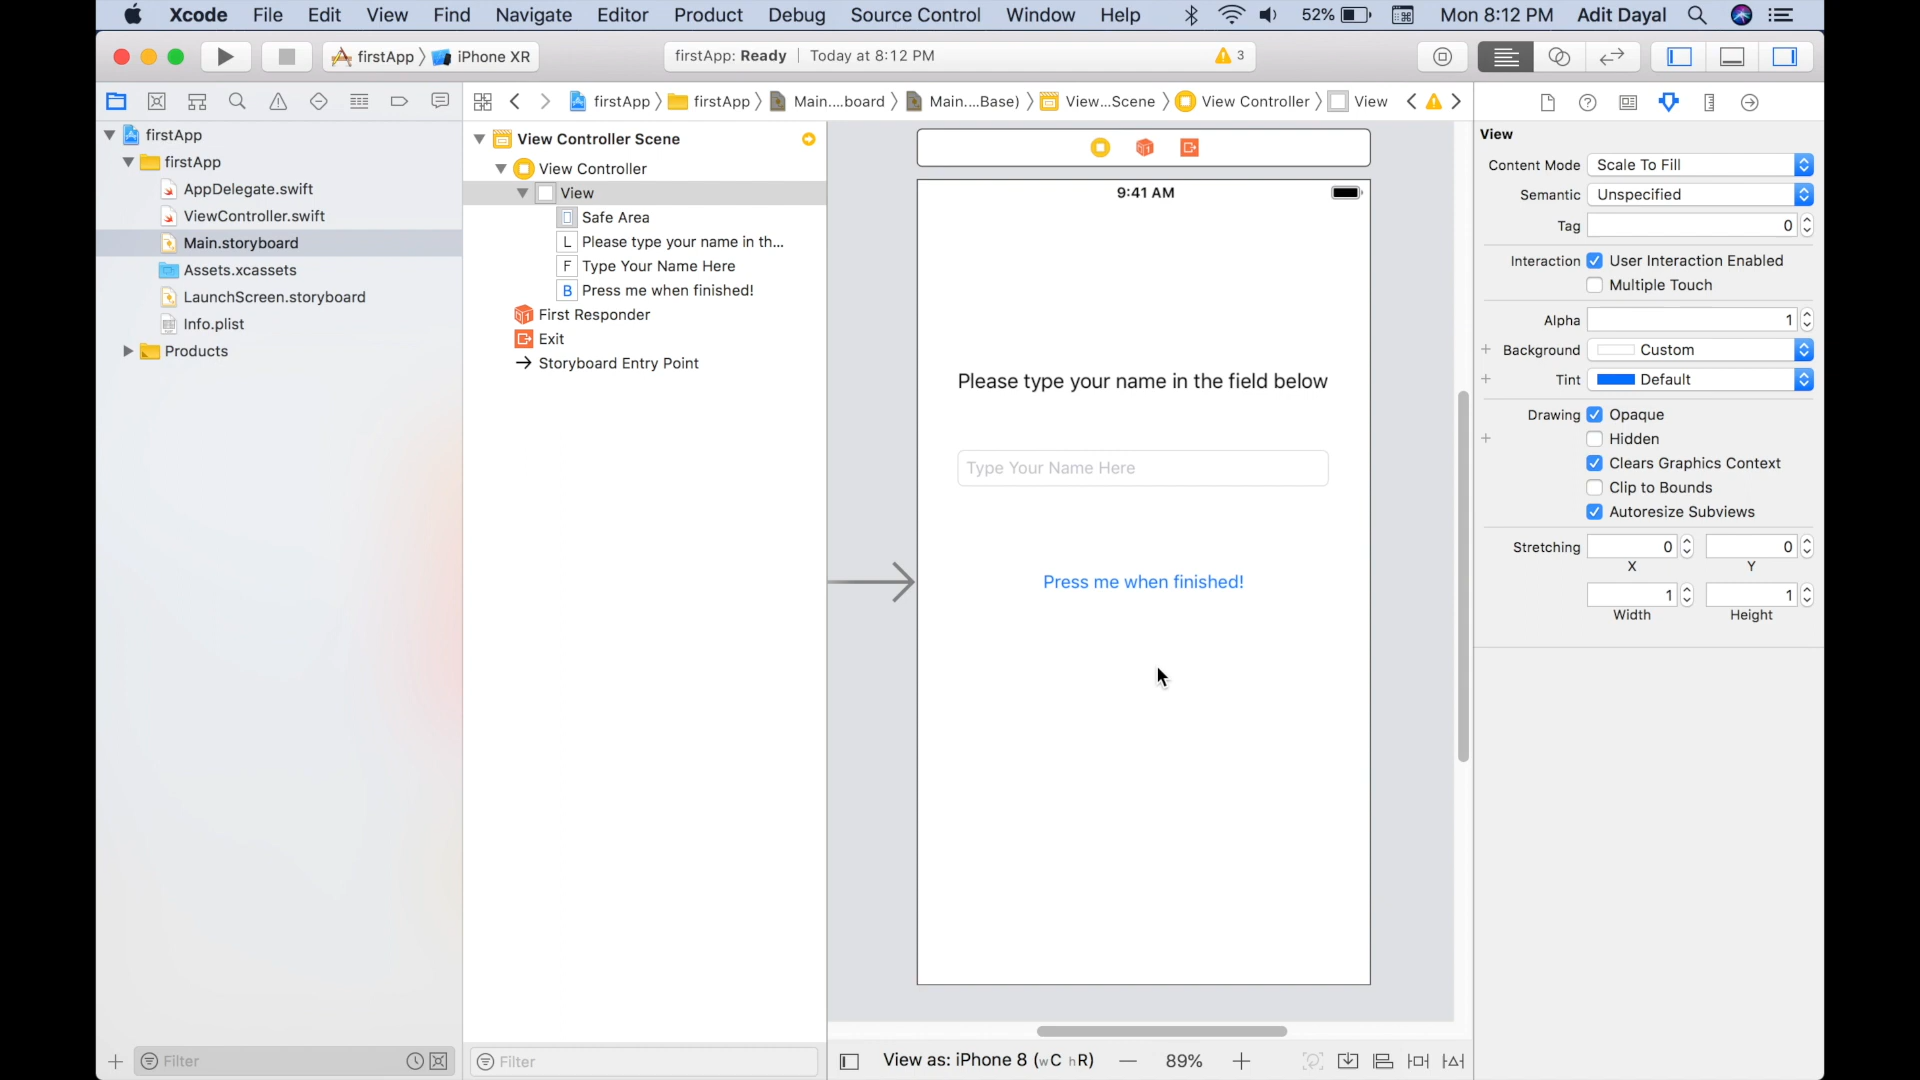 Xcode File Edit View Find Navigate Editor Product Debug Source Control Window Help 52% Mon 8:12 PM Adit Dayal
firstApp iPhone XR
firstApp: Ready Today at 8:12 PM 3
firstApp firstApp Main....board Main....Base) View...Scene View Controller View
firstApp
firstApp
AppDelegate.swift
ViewController.swift
Main.storyboard
Assets.xcassets
LaunchScreen.storyboard
Info.plist
Products
Filter
View Controller Scene
View Controller
View
Safe Area
L Please type your name in th...
F Type Your Name Here
B Press me when finished!
First Responder
Exit
Storyboard Entry Point
Filter
9:41 AM
Please type your name in the field below
Type Your Name Here
Press me when finished!
View as: iPhone 8 (wC hR) 89%
View
Content Mode Scale To Fill
Semantic Unspecified
Tag 0
Interaction User Interaction Enabled
Multiple Touch
Alpha 1
Background Custom
Tint Default
Drawing Opaque
Hidden
Clears Graphics Context
Clip to Bounds
Autoresize Subviews
Stretching 0 0
X Y
1 1
Width Height